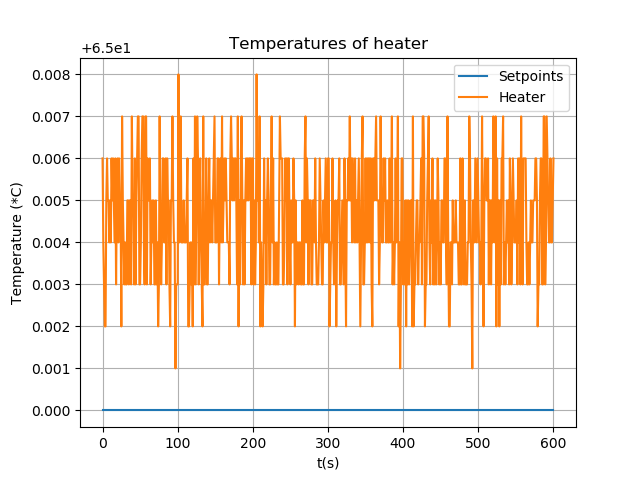 Temperatures of heater
+6.5e1
Setpoints
Heater
0.008
0.007
0.006
0.005
0.004
0.003
0.002
0.001
0.000
Temperature (*C)
0 100 200 300 400 500 600
t(s)